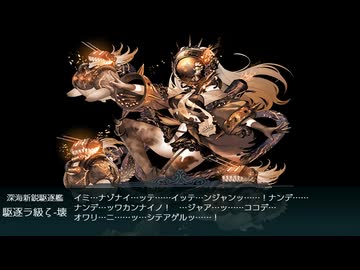 深海新鋭駆逐艦
駆逐ラ級ζ-壊
イミ…ナゾナイ…ッテ……イッテ…ンジャンッ……！ナンデ……
ナンデ…ッワカンナイノ！　…ジャァ…ッ……ココデ…
オワリ…ニ……ッ…シテアゲルッ……！